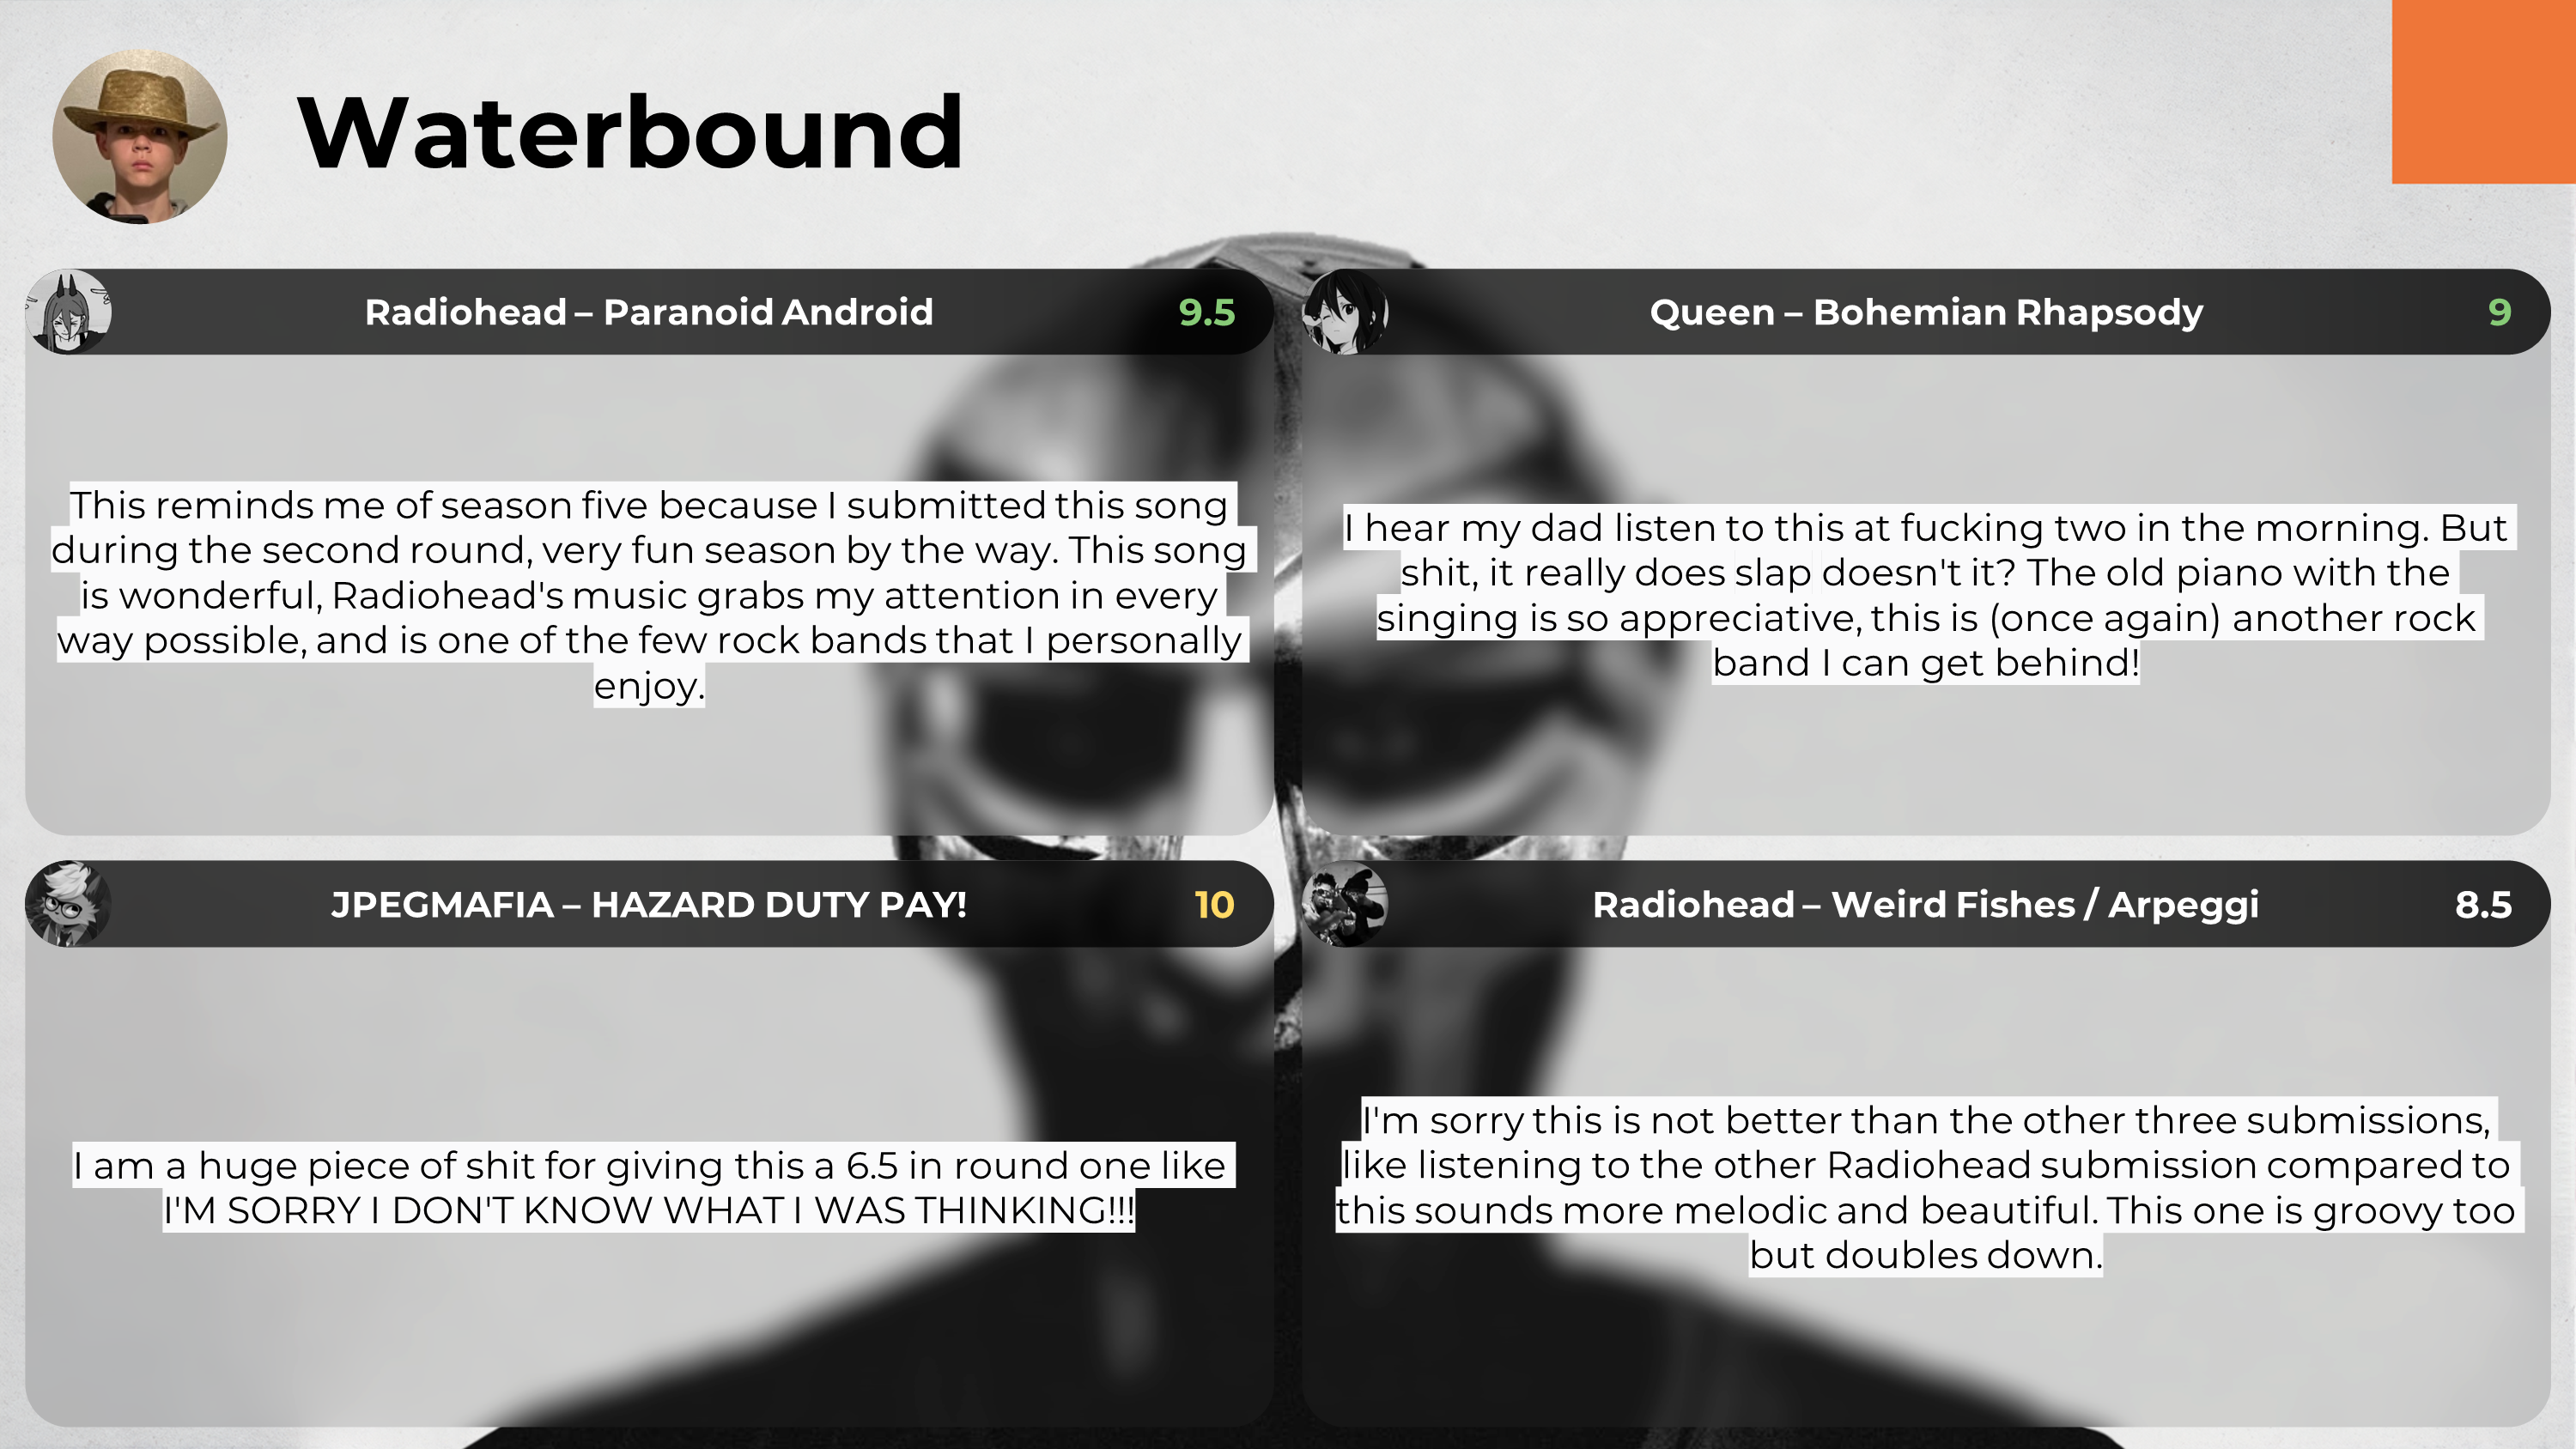 Waterbound
Radiohead – Paranoid Android 9.5
This reminds me of season five because I submitted this song
during the second round, very fun season by the way. This song
is wonderful, Radiohead's music grabs my attention in every
way possible, and is one of the few rock bands that I personally
enjoy.
Queen – Bohemian Rhapsody 9
I hear my dad listen to this at fucking two in the morning. But
shit, it really does slap doesn't it? The old piano with the
singing is so appreciative, this is (once again) another rock
band I can get behind!
JPEGMAFIA – HAZARD DUTY PAY! 10
I am a huge piece of shit for giving this a 6.5 in round one like
I'M SORRY I DON'T KNOW WHAT I WAS THINKING!!!
Radiohead – Weird Fishes / Arpeggi 8.5
I'm sorry this is not better than the other three submissions,
like listening to the other Radiohead submission compared to
this sounds more melodic and beautiful. This one is groovy too
but doubles down.